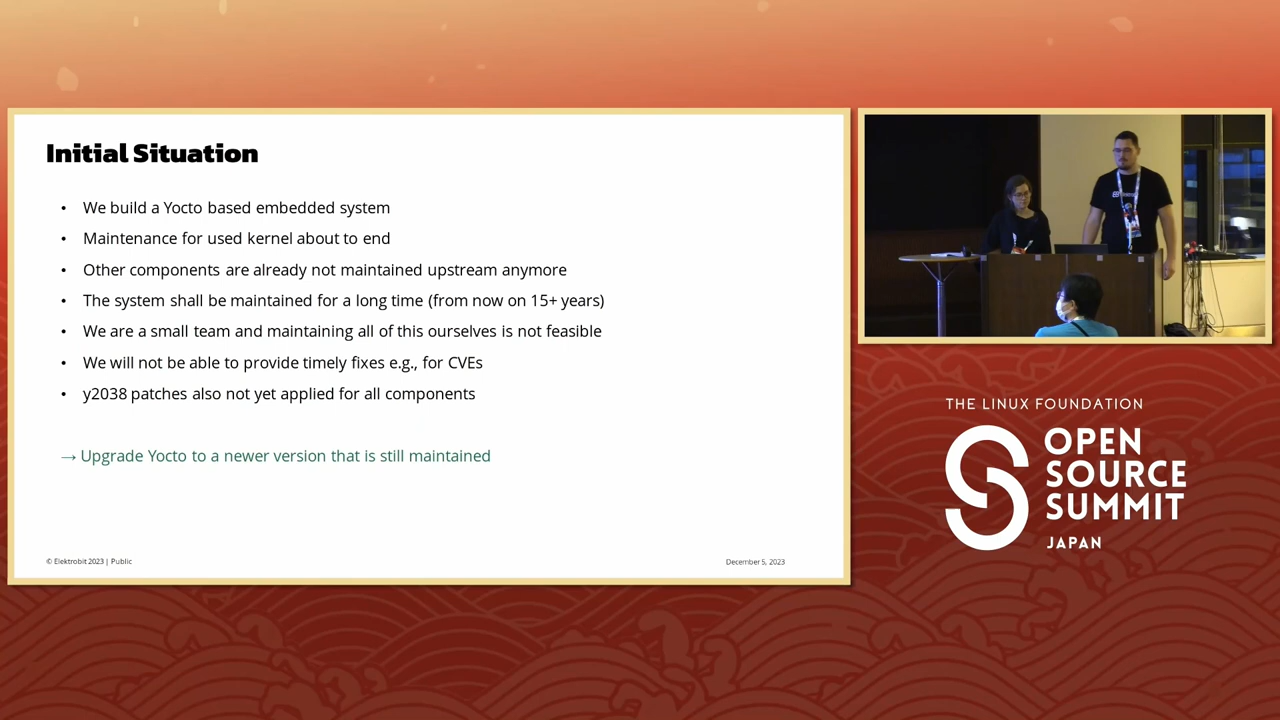 Initial Situation
• We build a Yocto based embedded system
• Maintenance for used kernel about to end
• Other components are already not maintained upstream anymore
• The system shall be maintained for a long time (from now on 15+ years)
• We are a small team and maintaining all of this ourselves is not feasible
• We will not be able to provide timely fixes e.g., for CVEs
• y2038 patches also not yet applied for all components
→ Upgrade Yocto to a newer version that is still maintained
© Elektrobit 2023 | Public
December 5, 2023
THE LINUX FOUNDATION
OPEN
SOURCE
SUMMIT
JAPAN